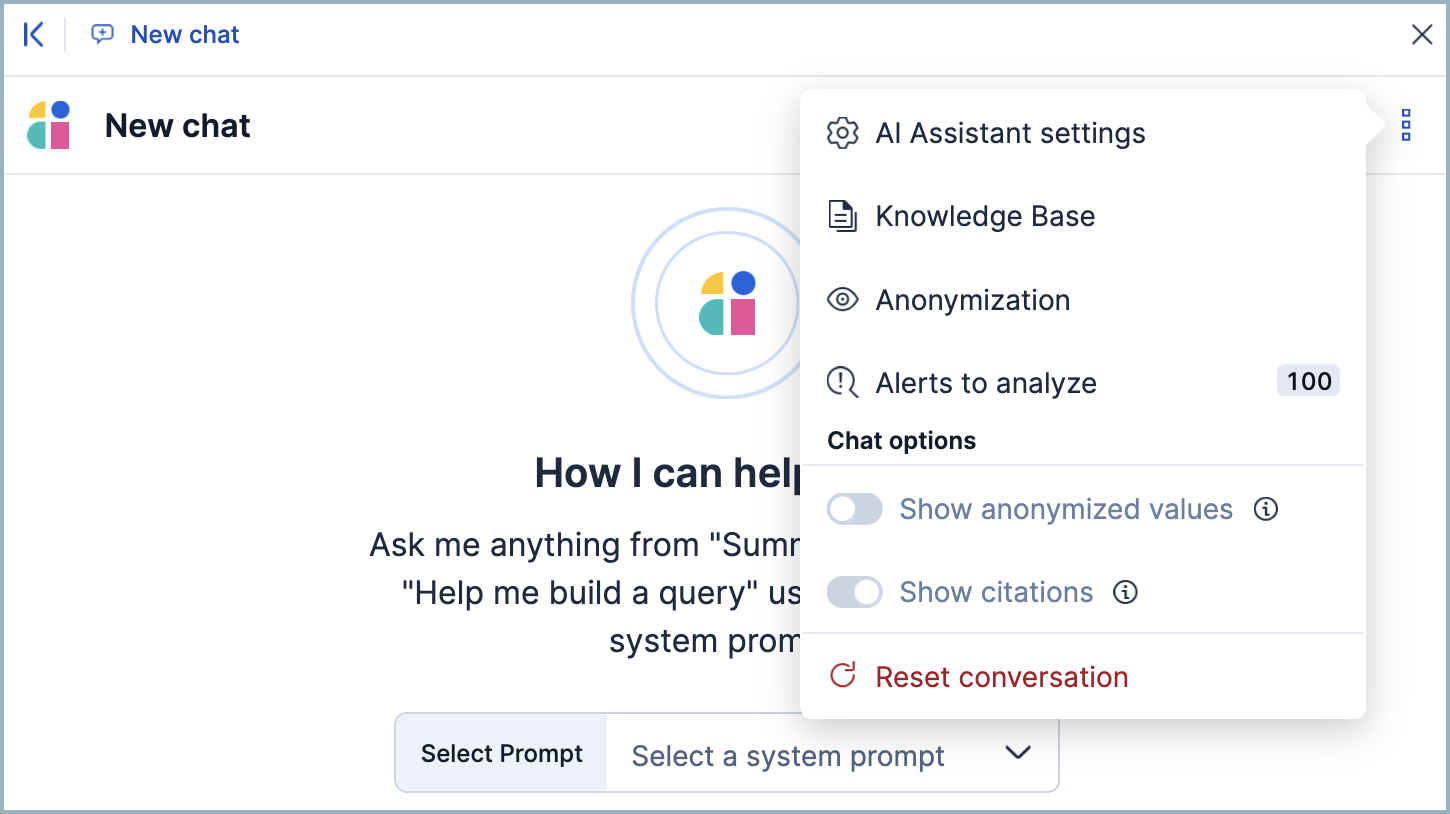 New chat
New chat
AI Assistant settings
Knowledge Base
Anonymization
Alerts to analyze 100
Chat options
Show anonymized values
Show citations
Reset conversation
How I can help
Ask me anything from "Sum
"Help me build a query" us
system prom
Select Prompt Select a system prompt